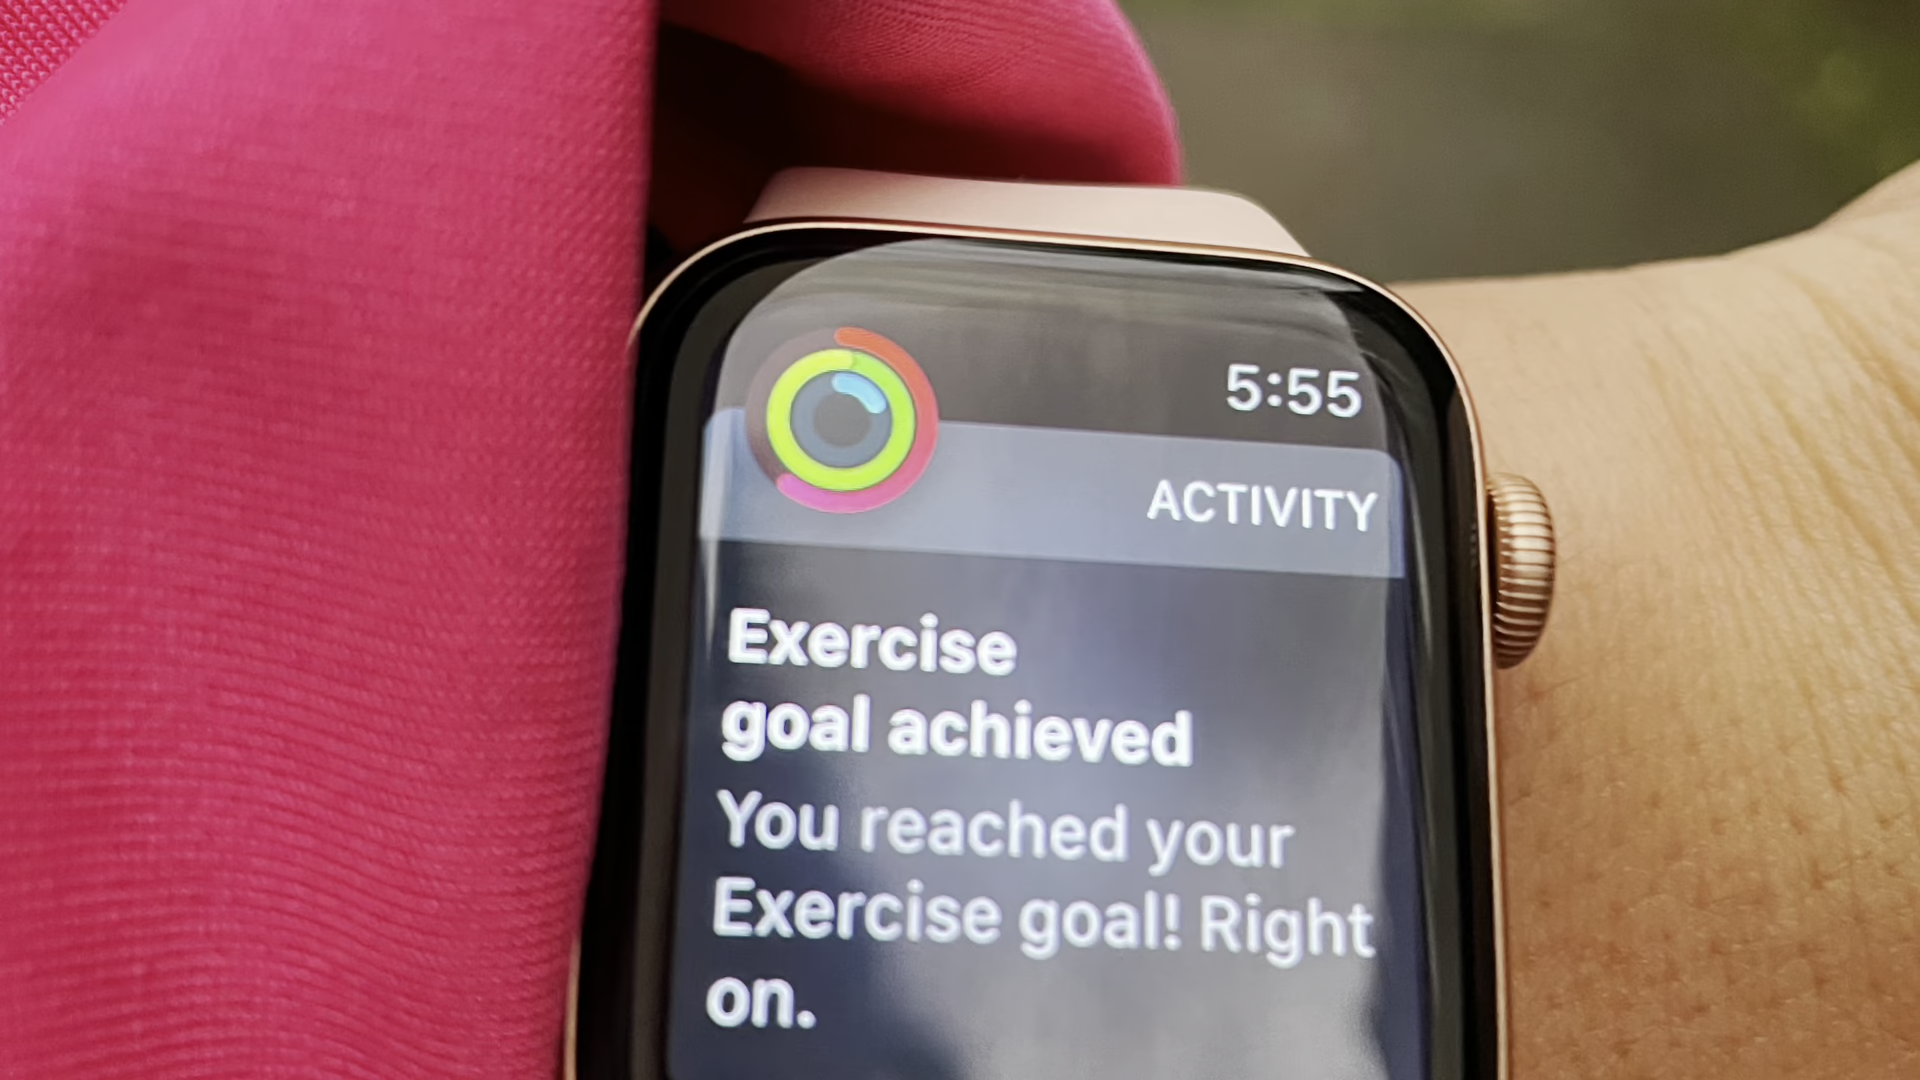 5:55
ACTIVITY
Exercise
goal achieved
You reached your
Exercise goal! Right
on.